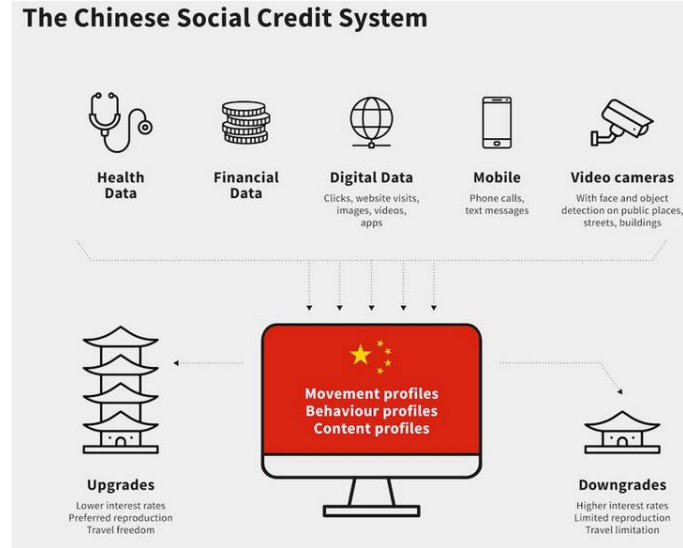 The Chinese Social Credit System
Health
Data
Financial
Data
Digital Data
Clicks, website visits,
images, videos,
apps
Mobile
Phone calls,
text messages
Video cameras
With face and object
detection on public places,
streets, buildings
Movement profiles
Behaviour profiles
Content profiles
Upgrades
Lower interest rates
Preferred reproduction
Travel freedom
Downgrades
Higher interest rates
Limited reproduction
Travel limitation